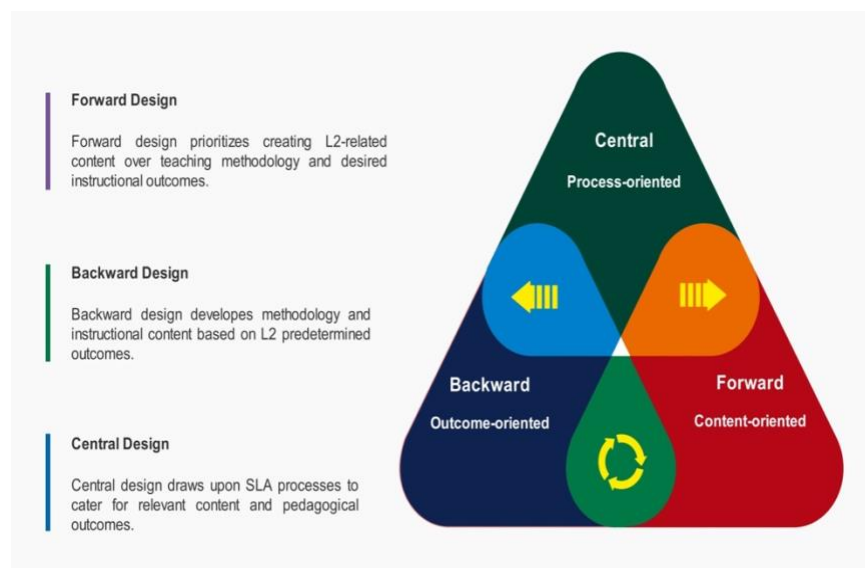 Forward Design
Forward design prioritizes creating L2-related
content over teaching methodology and desired
instructional outcomes.
Backward Design
Backward design developes methodology and
instructional content based on L2 predetermined
outcomes.
Central Design
Central design draws upon SLA processes to
cater for relevant content and pedagogical
outcomes.
Central
Process-oriented
Backward
Outcome-oriented
Forward
Content-oriented